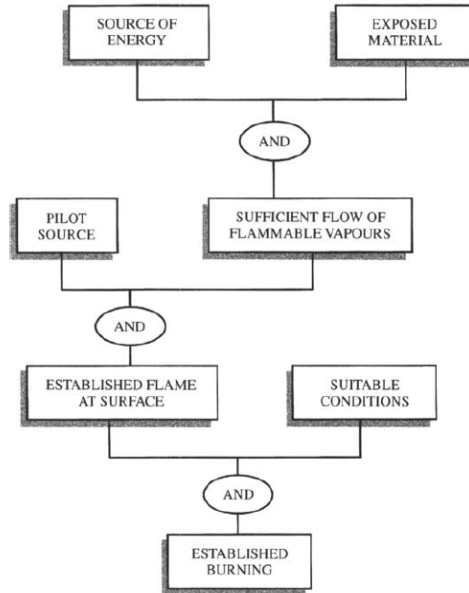 SOURCE OF
ENERGY
EXPOSED
MATERIAL
AND
PILOT
SOURCE
SUFFICIENT FLOW OF
FLAMMABLE VAPOURS
AND
ESTABLISHED FLAME
AT SURFACE
SUITABLE
CONDITIONS
AND
ESTABLISHED
BURNING